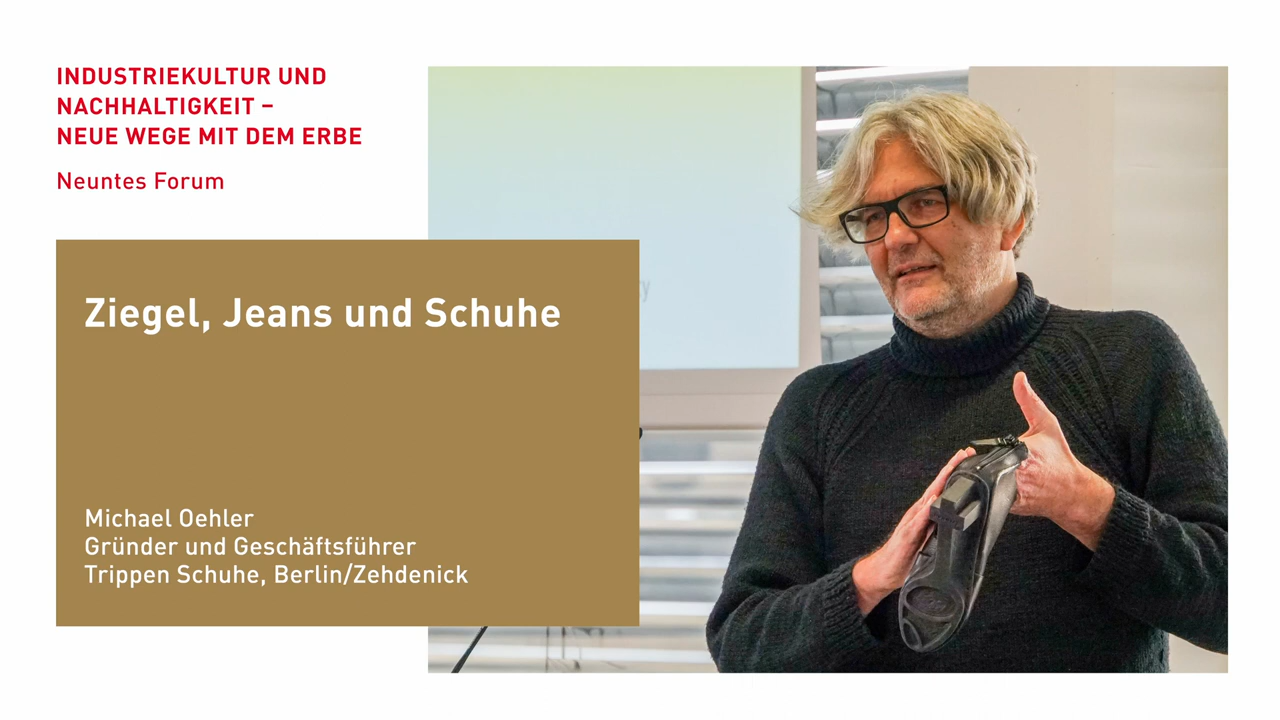 INDUSTRIEKULTUR UND
NACHHALTIGKEIT –
NEUE WEGE MIT DEM ERBE
Neuntes Forum
Ziegel, Jeans und Schuhe
Michael Oehler
Gründer und Geschäftsführer
Trippen Schuhe, Berlin/Zehdenick